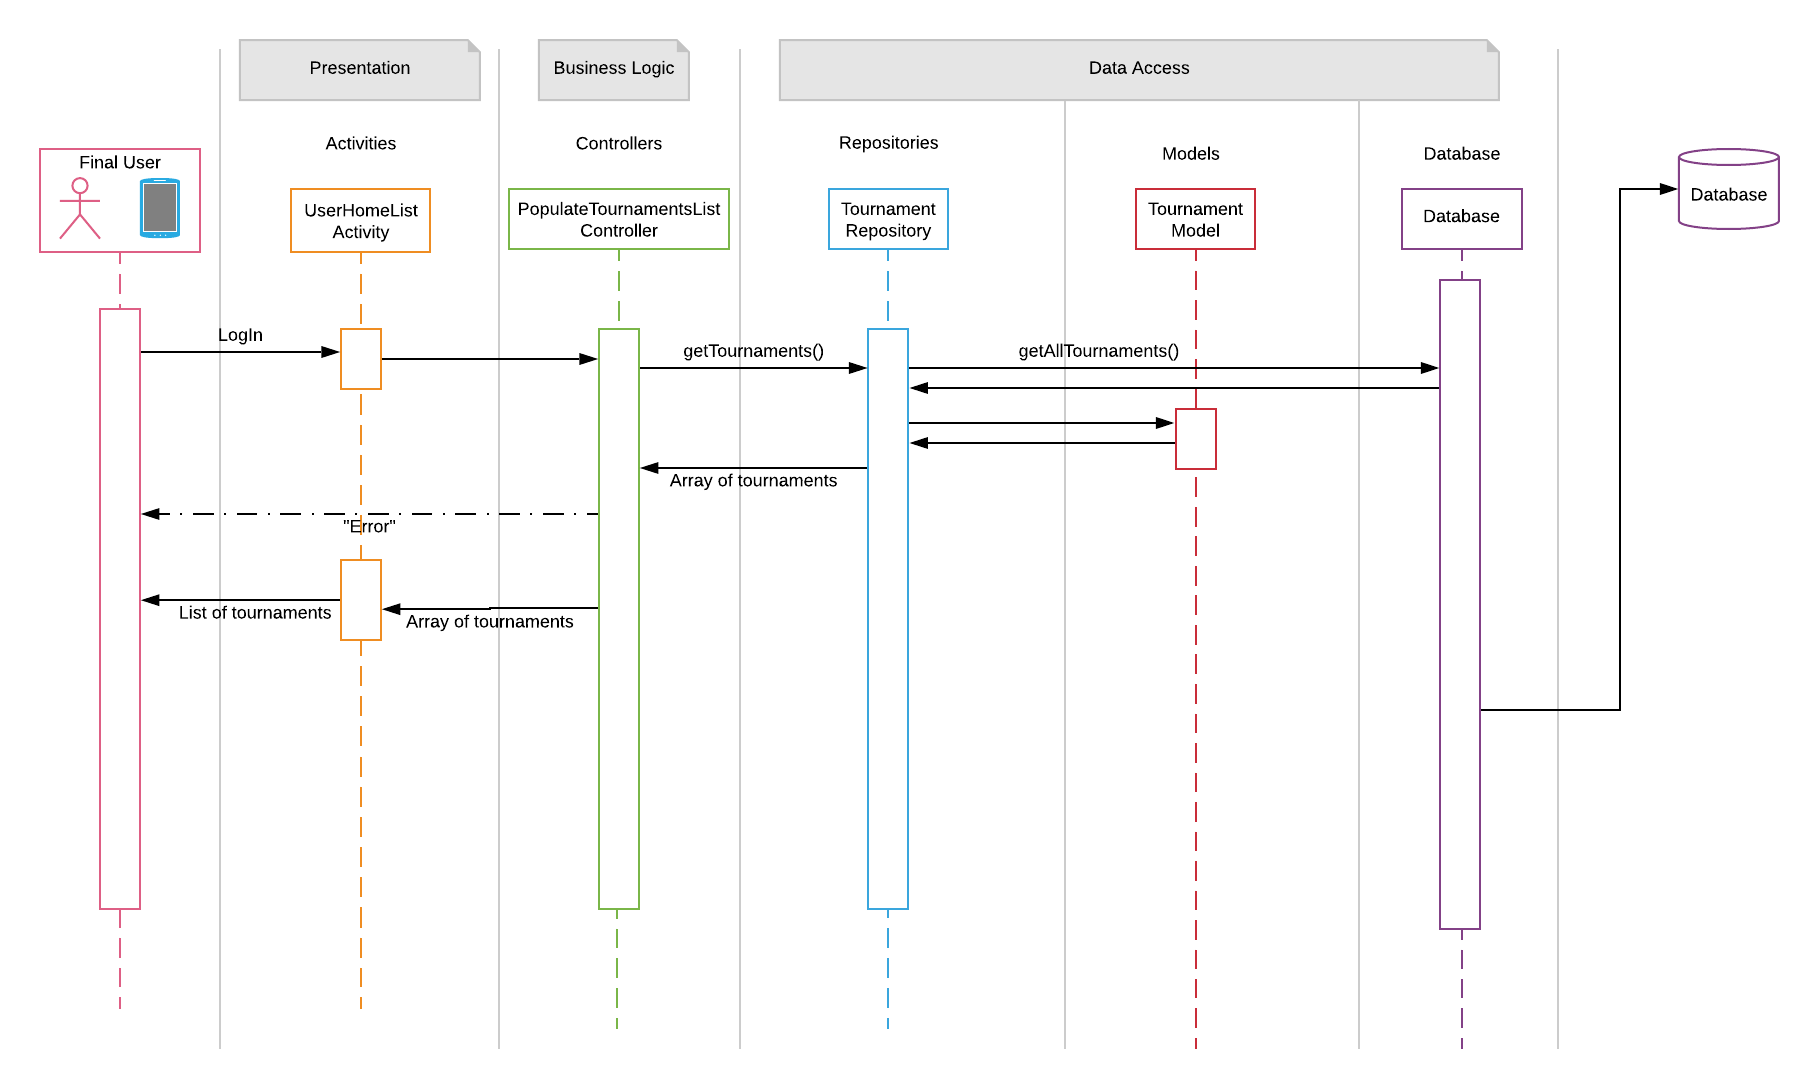 Presentation
Business Logic
Data Access
Activities
Controllers
Repositories
Models
Database
Final User
UserHomeList
Activity
PopulateTournamentsList
Controller
Tournament
Repository
Tournament
Model
Database
Database
LogIn
getTournaments()
getAllTournaments()
Array of tournaments
"Error"
List of tournaments
Array of tournaments